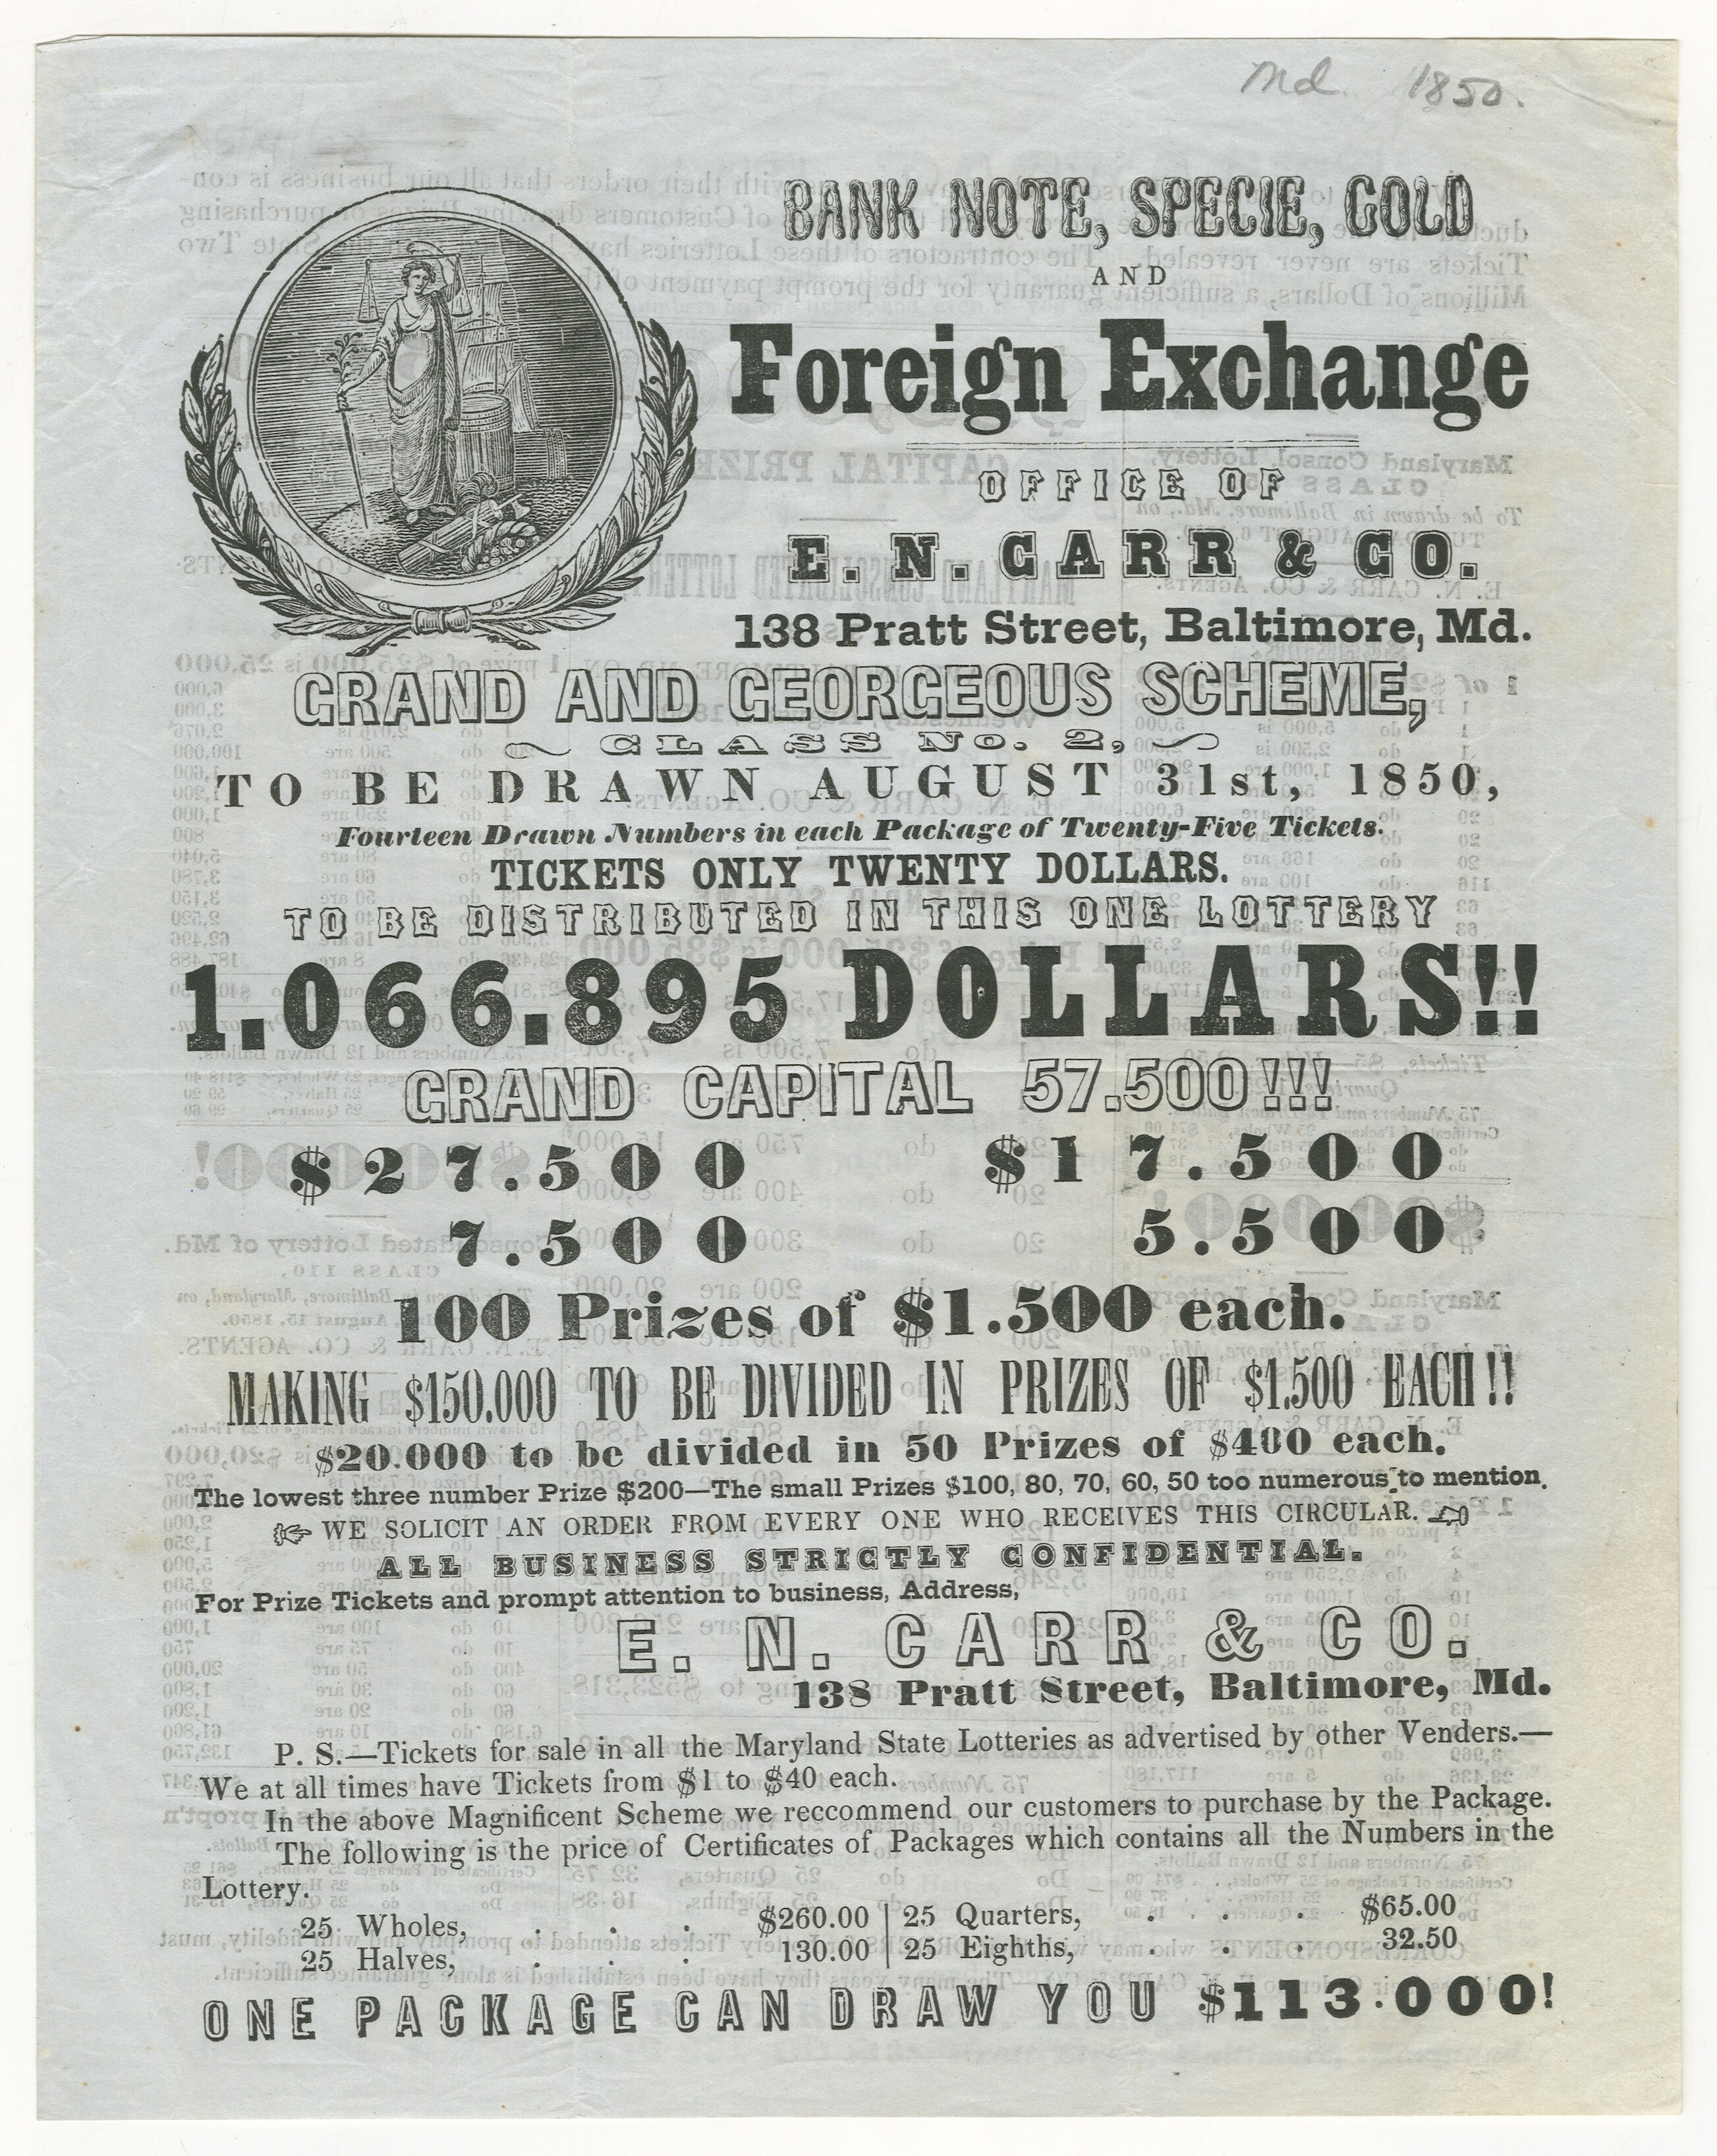 Md. 1850.
BANK NOTE, SPECIE, GOLD
AND
Foreign Exchange
OFFICE OF
E. N. CARR & CO.
138 Pratt Street, Baltimore, Md.
GRAND AND GEORGEOUS SCHEME,
CLASS No. 2,
TO BE DRAWN AUGUST 31st, 1850,
Fourteen Drawn Numbers in each Package of Twenty-Five Tickets.
TICKETS ONLY TWENTY DOLLARS.
TO BE DISTRIBUTED IN THIS ONE LOTTERY
1.066.895 DOLLARS!!
GRAND CAPITAL 57.500!!!
$27.500 $17.500
7.500 5.500
100 Prizes of $1.500 each.
MAKING $150.000 TO BE DIVIDED IN PRIZES OF $1.500 EACH!!
$20.000 to be divided in 50 Prizes of $400 each.
The lowest three number Prize $200—The small Prizes $100, 80, 70, 60, 50 too numerous to mention.
WE SOLICIT AN ORDER FROM EVERY ONE WHO RECEIVES THIS CIRCULAR.
ALL BUSINESS STRICTLY CONFIDENTIAL.
For Prize Tickets and prompt attention to business, Address,
E. N. CARR & CO.
138 Pratt Street, Baltimore, Md.
P. S.—Tickets for sale in all the Maryland State Lotteries as advertised by other Venders.—
We at all times have Tickets from $1 to $40 each.
In the above Magnificent Scheme we reccommend our customers to purchase by the Package.
The following is the price of Certificates of Packages which contains all the Numbers in the
Lottery.
25 Wholes, . . . $260.00 | 25 Quarters, . . . $65.00
25 Halves, . . . 130.00 | 25 Eighths, . . . 32.50
ONE PACKAGE CAN DRAW YOU $113.000!